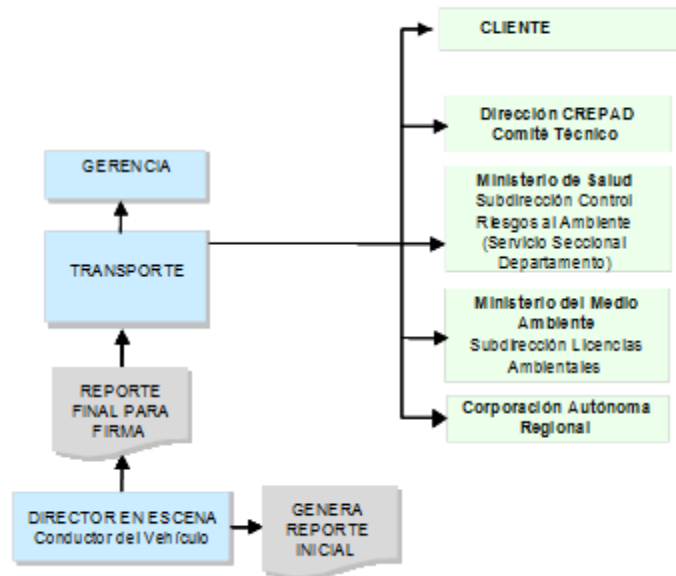 CLIENTE
Dirección CREPAD
Comité Técnico
GERENCIA
Ministerio de Salud
Subdirección Control
Riesgos al Ambiente
(Servicio Seccional
Departamento)
TRANSPORTE
Ministerio del Medio
Ambiente
Subdirección Licencias
Ambientales
REPORTE
FINAL PARA
FIRMA
Corporación Autónoma
Regional
DIRECTOR EN ESCENA
Conductor del Vehículo
GENERA
REPORTE
INICIAL